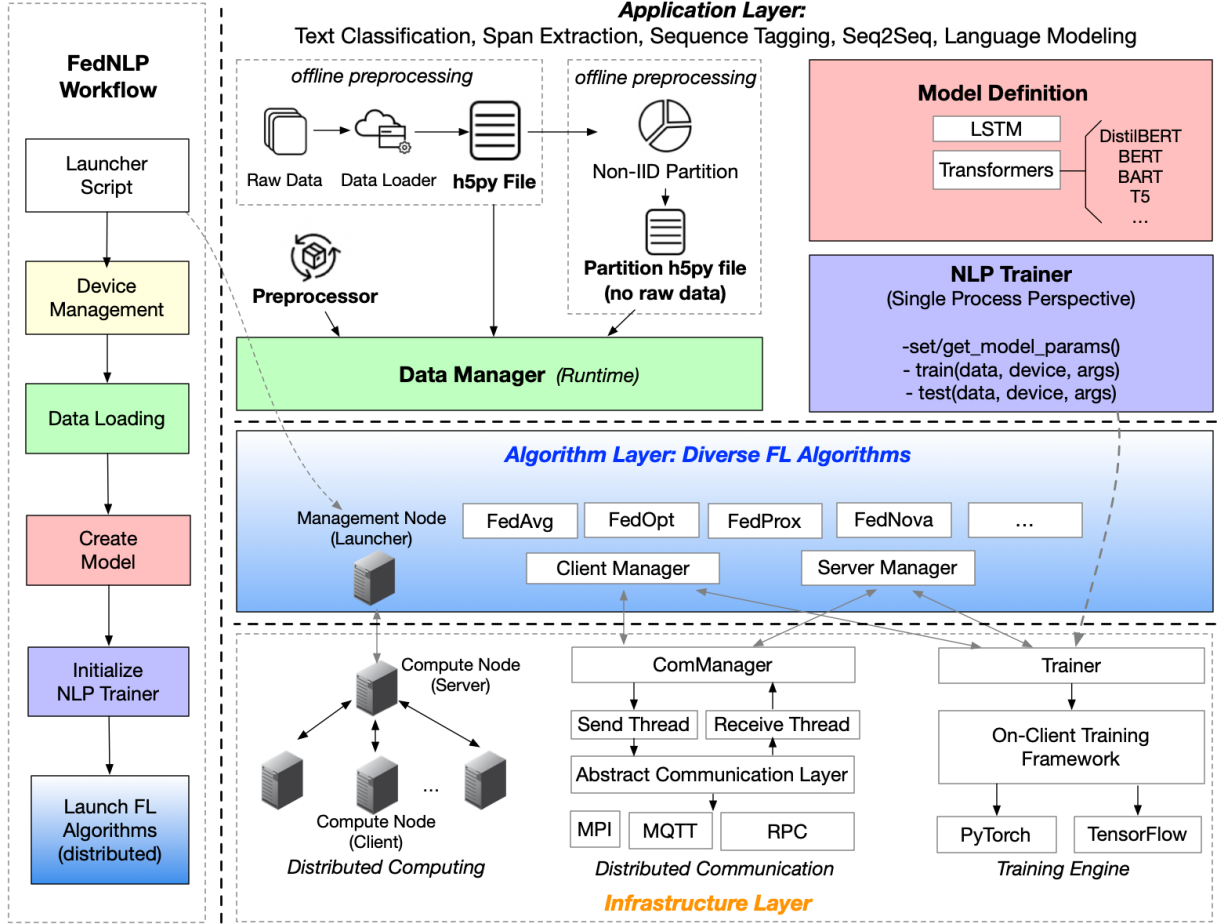 FedNLP
Workflow
Launcher
Script
Device
Management
Data Loading
Create
Model
Initialize
NLP Trainer
Launch FL
Algorithms
(distributed)
Application Layer:
Text Classification, Span Extraction, Sequence Tagging, Seq2Seq, Language Modeling
offline preprocessing
Raw Data
Data Loader
h5py File
offline preprocessing
Non-IID Partition
Partition h5py file
(no raw data)
Preprocessor
Data Manager (Runtime)
Model Definition
LSTM
Transformers
DistilBERT
BERT
BART
T5
...
NLP Trainer
(Single Process Perspective)
-set/get_model_params()
- train(data, device, args)
- test(data, device, args)
Algorithm Layer: Diverse FL Algorithms
Management Node
(Launcher)
FedAvg
FedOpt
FedProx
FedNova
...
Client Manager
Server Manager
Compute Node
(Server)
...
Compute Node
(Client)
Distributed Computing
ComManager
Send Thread
Receive Thread
Abstract Communication Layer
MPI
MQTT
RPC
Distributed Communication
Trainer
On-Client Training
Framework
PyTorch
TensorFlow
Training Engine
Infrastructure Layer